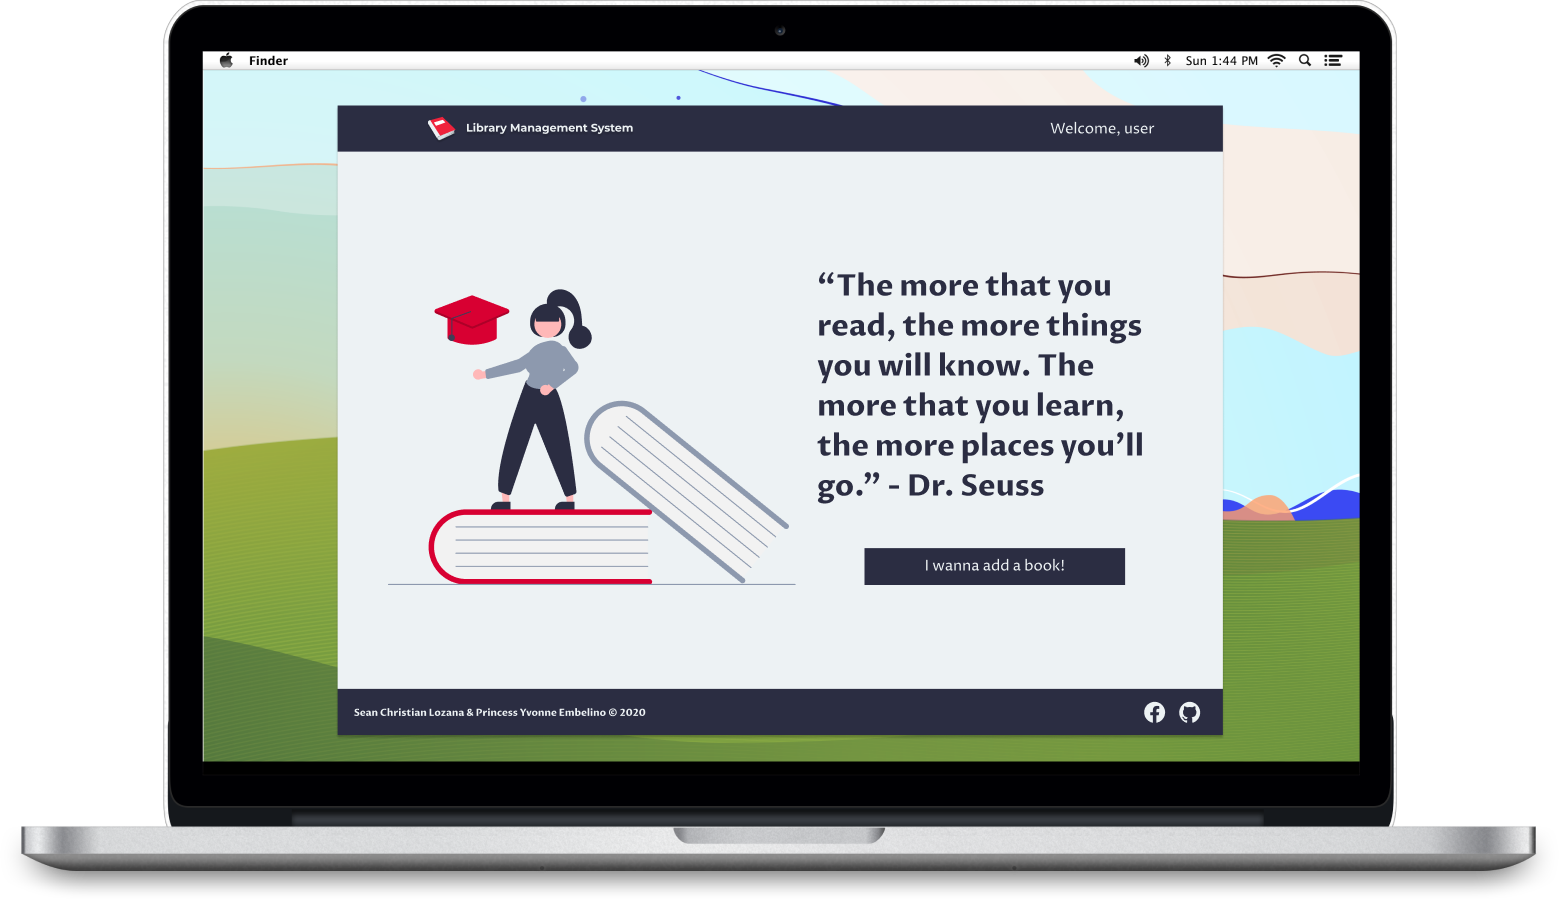 Finder
Sun 1:44 PM
Library Management System
Welcome, user
“The more that you
read, the more things
you will know. The
more that you learn,
the more places you’ll
go.” - Dr. Seuss
I wanna add a book!
Sean Christian Lozana & Princess Yvonne Embelino © 2020